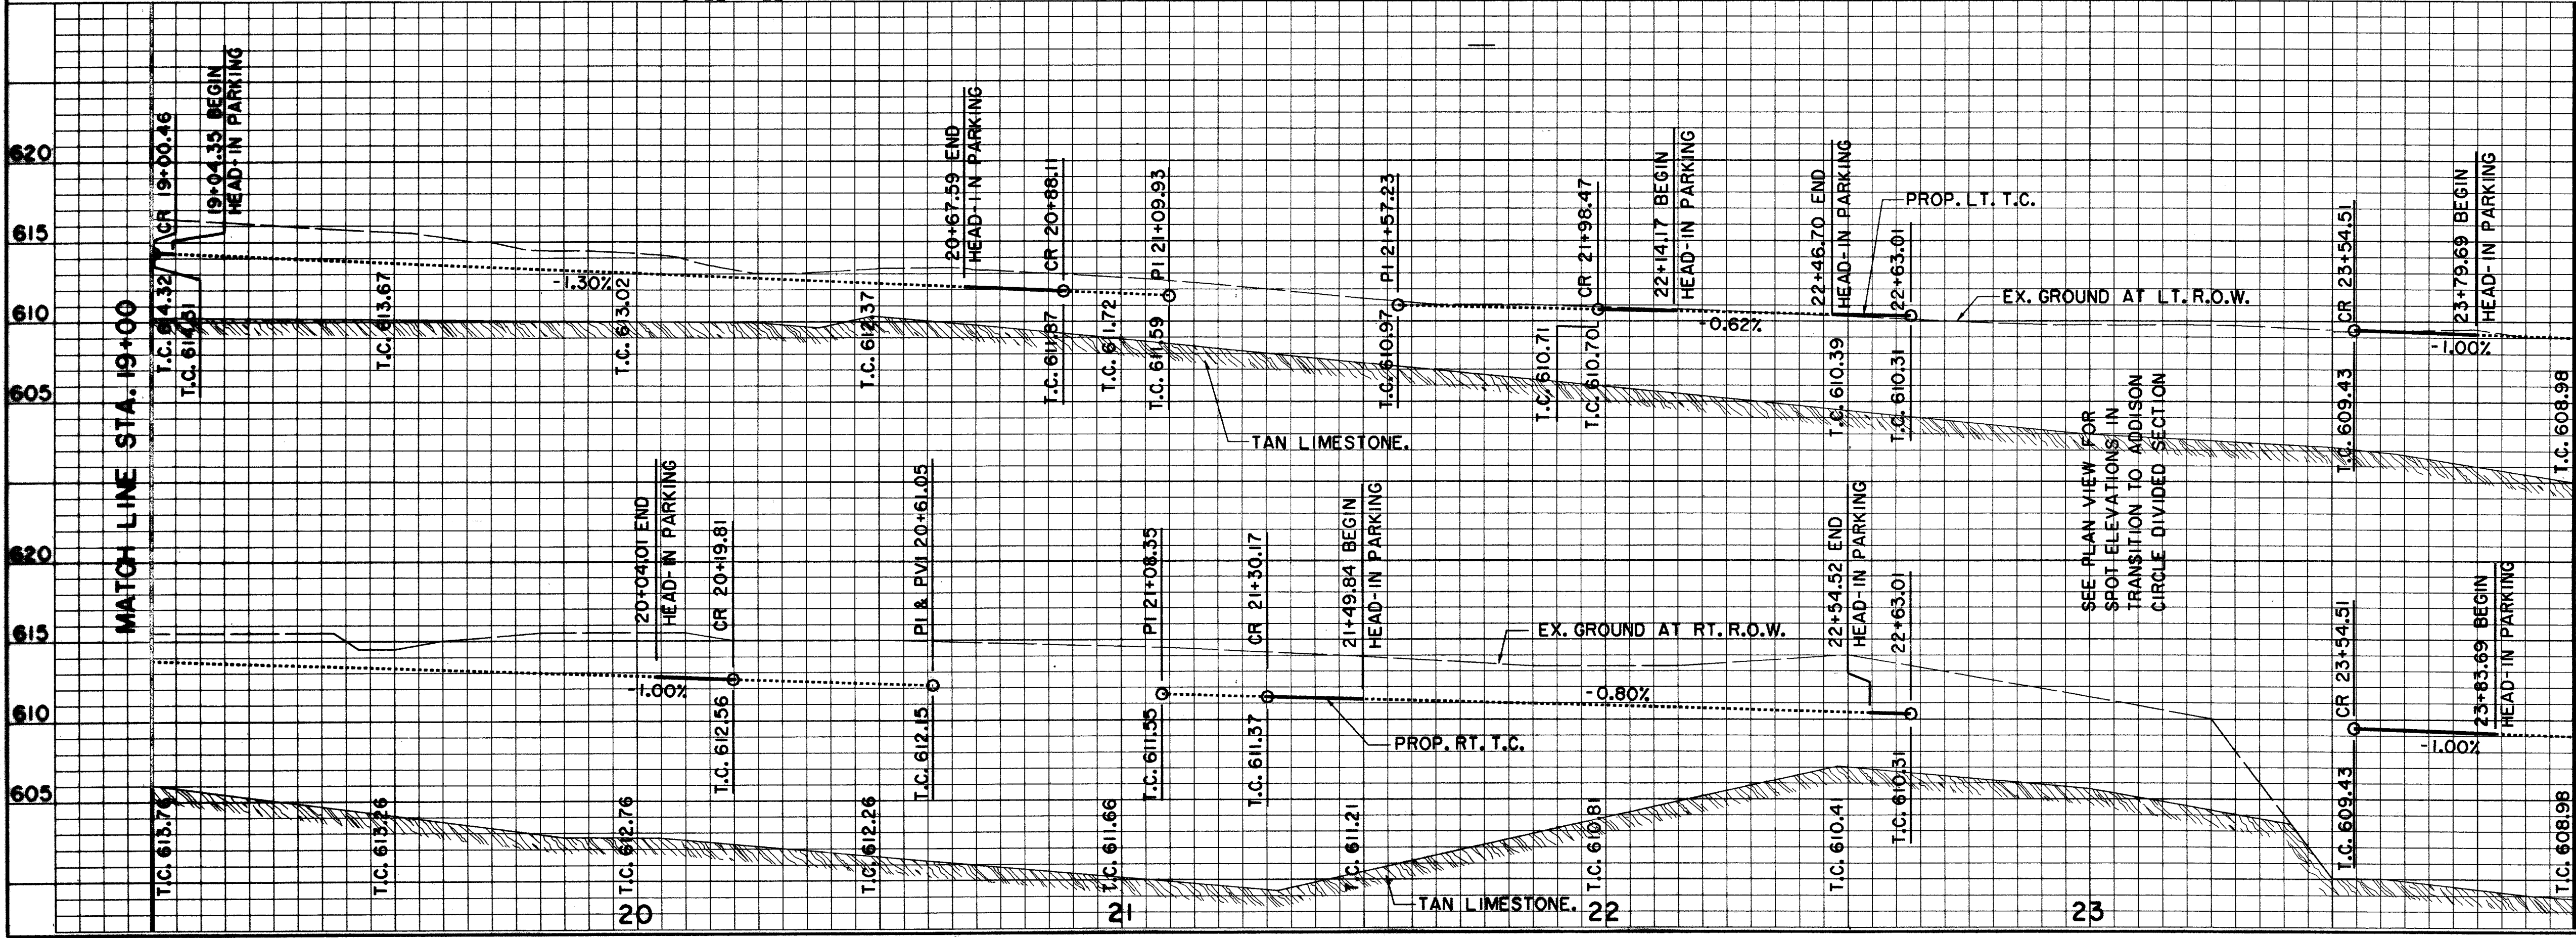 MATCH LINE STA. 19+00
620
615
610
605
CR 19+00.46
19+04.35 BEGIN
HEAD-IN PARKING
20+67.59 END
HEAD-IN PARKING
CR 20+88.11
PI 21+09.93
PI 21+57.23
CR 21+98.47
22+14.17 BEGIN
HEAD-IN PARKING
22+46.70 END
HEAD-IN PARKING
22+63.01
PROP. LT. T.C.
EX. GROUND AT LT. R.O.W.
CR 23+54.51
23+79.69 BEGIN
HEAD-IN PARKING
-1.30%
-0.62%
-1.00%
T.C. 614.32
T.C. 614.31
T.C. 613.67
T.C. 613.02
T.C. 612.37
T.C. 611.87
T.C. 611.72
T.C. 611.59
T.C. 610.97
T.C. 610.71
T.C. 610.70
T.C. 610.39
T.C. 610.31
T.C. 609.43
T.C. 608.98
TAN LIMESTONE.
SEE PLAN VIEW FOR
SPOT ELEVATIONS IN
TRANSITION TO ADDISON
CIRCLE DIVIDED SECTION
620
615
610
605
20+04.01 END
HEAD-IN PARKING
CR 20+19.81
PI & PVI 20+61.05
PI 21+08.35
CR 21+30.17
21+49.84 BEGIN
HEAD-IN PARKING
EX. GROUND AT RT. R.O.W.
22+54.52 END
HEAD-IN PARKING
22+63.01
CR 23+54.51
23+83.69 BEGIN
HEAD-IN PARKING
-1.00%
-0.80%
-1.00%
PROP. RT. T.C.
T.C. 613.76
T.C. 613.26
T.C. 612.76
T.C. 612.56
T.C. 612.26
T.C. 612.15
T.C. 611.66
T.C. 611.55
T.C. 611.37
T.C. 611.21
T.C. 610.81
T.C. 610.41
T.C. 610.31
T.C. 609.43
T.C. 608.98
TAN LIMESTONE.
20
21
22
23